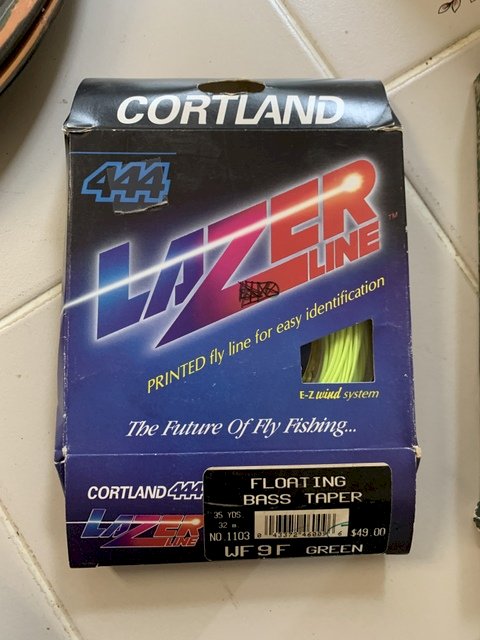 CORTLAND
444
LAZER
LINE
™
PRINTED fly line for easy identification
E-Z wind system
The Future Of Fly Fishing...
CORTLAND 444
LAZER
LINE
FLOATING
BASS TAPER
35 YDS.
32 m
NO.1103
$49.00
WF9F GREEN